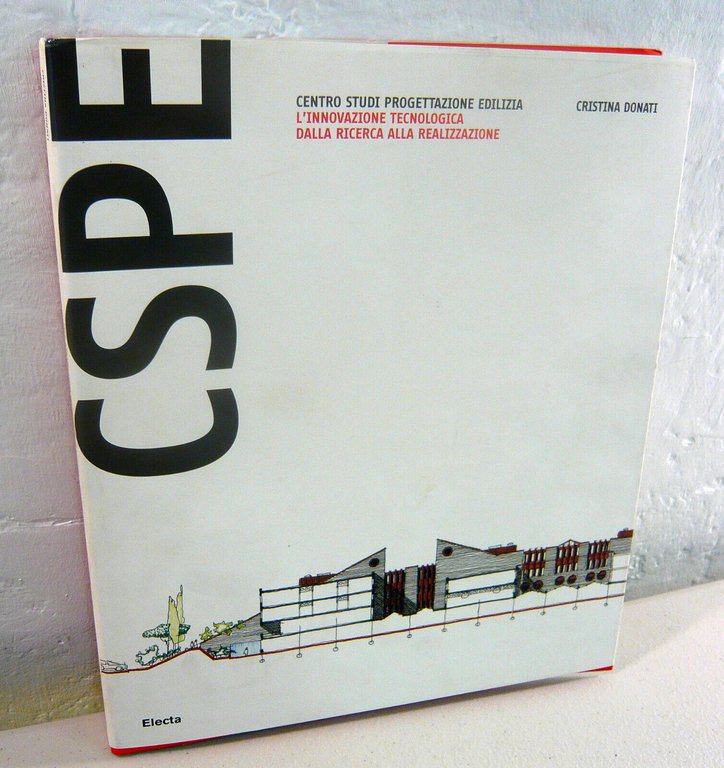 CSPE
CENTRO STUDI PROGETTAZIONE EDILIZIA
L'INNOVAZIONE TECNOLOGICA
DALLA RICERCA ALLA REALIZZAZIONE
CRISTINA DONATI
Electa